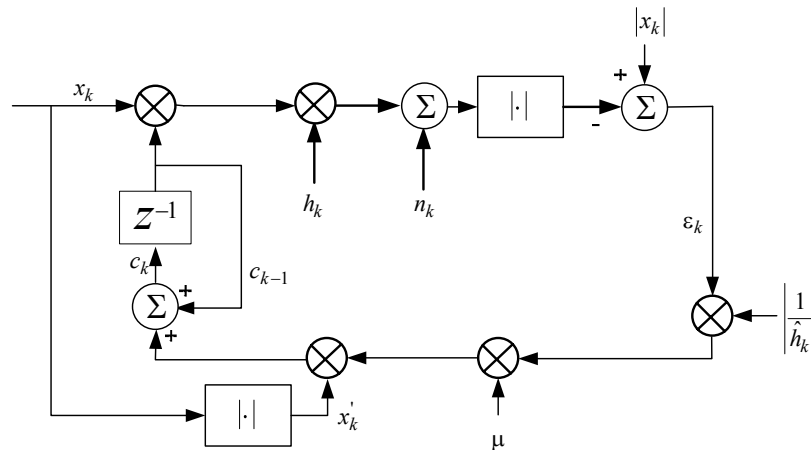 |x_k|
x_k
+
Σ
|·|
-
Σ
h_k
n_k
z⁻¹
ε_k
c_k
c_{k−1}
Σ
+
+
|1/ĥ_k
|·|
x'_k
μ